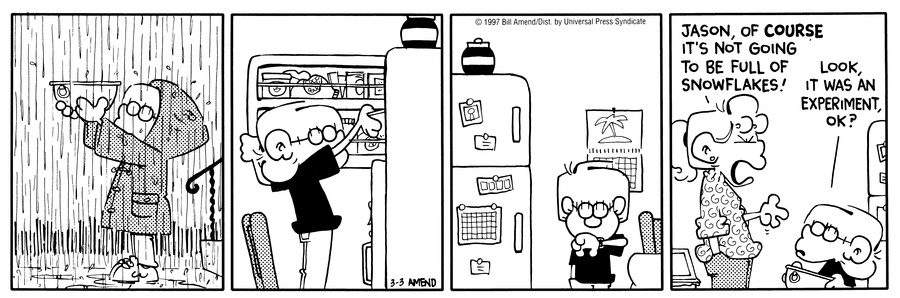 3-3 AMEND
© 1997 Bill Amend/Dist. by Universal Press Syndicate
JASON, OF COURSE
IT'S NOT GOING
TO BE FULL OF
SNOWFLAKES!
LOOK,
IT WAS AN
EXPERIMENT,
OK?